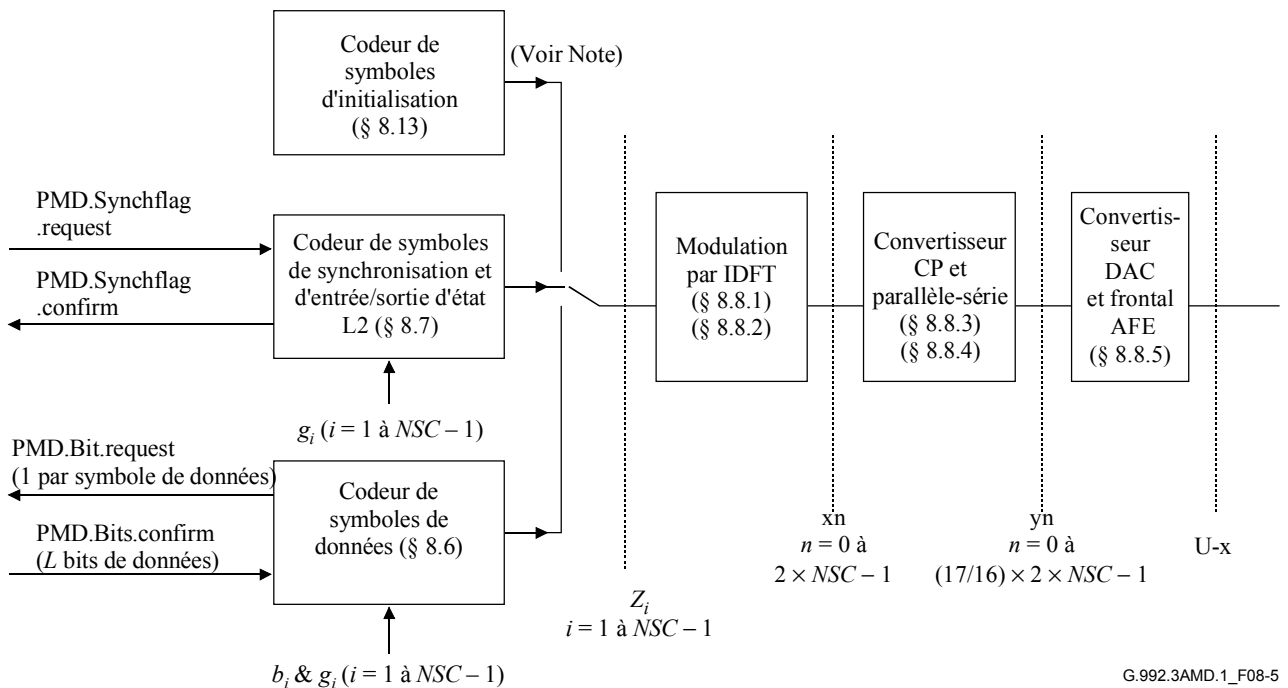 Codeur de
symboles
d'initialisation
(§ 8.13)
(Voir Note)
PMD.Synchflag
.request
PMD.Synchflag
.confirm
Codeur de symboles
de synchronisation et
d'entrée/sortie d'état
L2 (§ 8.7)
g_i (i = 1 à NSC – 1)
PMD.Bit.request
(1 par symbole de données)
PMD.Bits.confirm
(L bits de données)
Codeur de
symboles de
données (§ 8.6)
b_i & g_i (i = 1 à NSC – 1)
Z_i
i = 1 à NSC – 1
Modulation
par IDFT
(§ 8.8.1)
(§ 8.8.2)
xn
n = 0 à
2 × NSC – 1
Convertisseur
CP et
parallèle-série
(§ 8.8.3)
(§ 8.8.4)
yn
n = 0 à
(17/16) × 2 × NSC – 1
Convertis-
seur
DAC
et frontal
AFE
(§ 8.8.5)
U-x
G.992.3AMD.1_F08-5